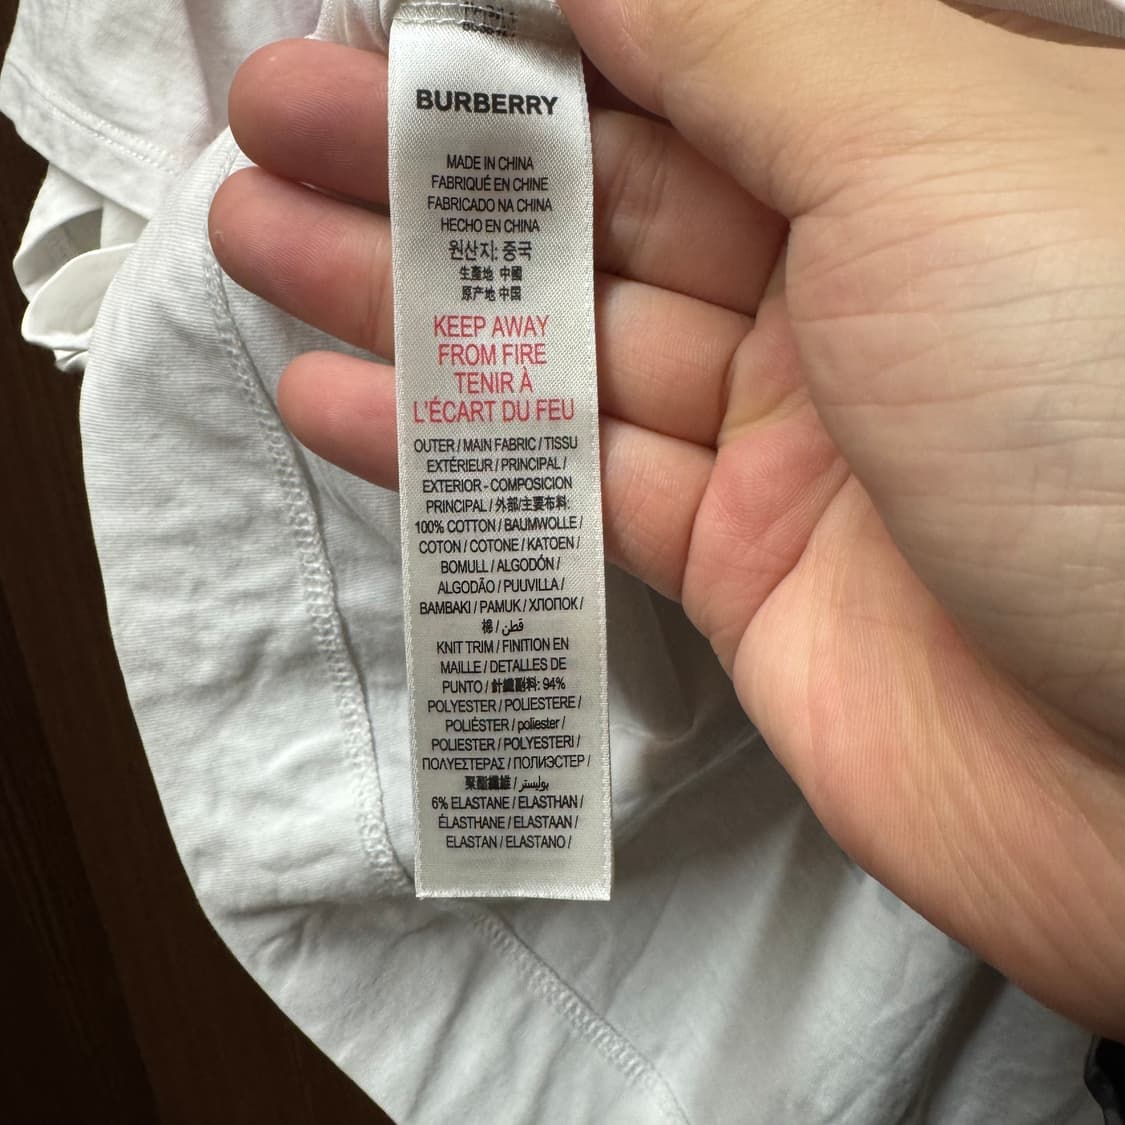 BURBERRY
MADE IN CHINA
FABRIQUÉ EN CHINE
FABRICADO NA CHINA
HECHO EN CHINA
원산지: 중국
生產地 中國
原产地 中国
KEEP AWAY
FROM FIRE
TENIR À
L'ÉCART DU FEU
OUTER / MAIN FABRIC / TISSU
EXTÉRIEUR / PRINCIPAL /
EXTERIOR - COMPOSICION
PRINCIPAL / 外部/主要布料:
100% COTTON / BAUMWOLLE /
COTON / COTONE / KATOEN /
BOMULL / ALGODÓN /
ALGODÃO / PUUVILLA /
BAMBAKI / PAMUK / ХЛОПОК /
棉 / قطن
KNIT TRIM / FINITION EN
MAILLE / DETALLES DE
PUNTO / 針織副料: 94%
POLYESTER / POLIESTERE /
POLIÉSTER / poliester /
POLIESTER / POLYESTERI /
ΠΟΛΥΕΣΤΕΡΑΣ / ПОЛИЭСТЕР /
聚酯纖維 / بوليستر
6% ELASTANE / ELASTHAN /
ÉLASTHANE / ELASTAAN /
ELASTAN / ELASTANO /